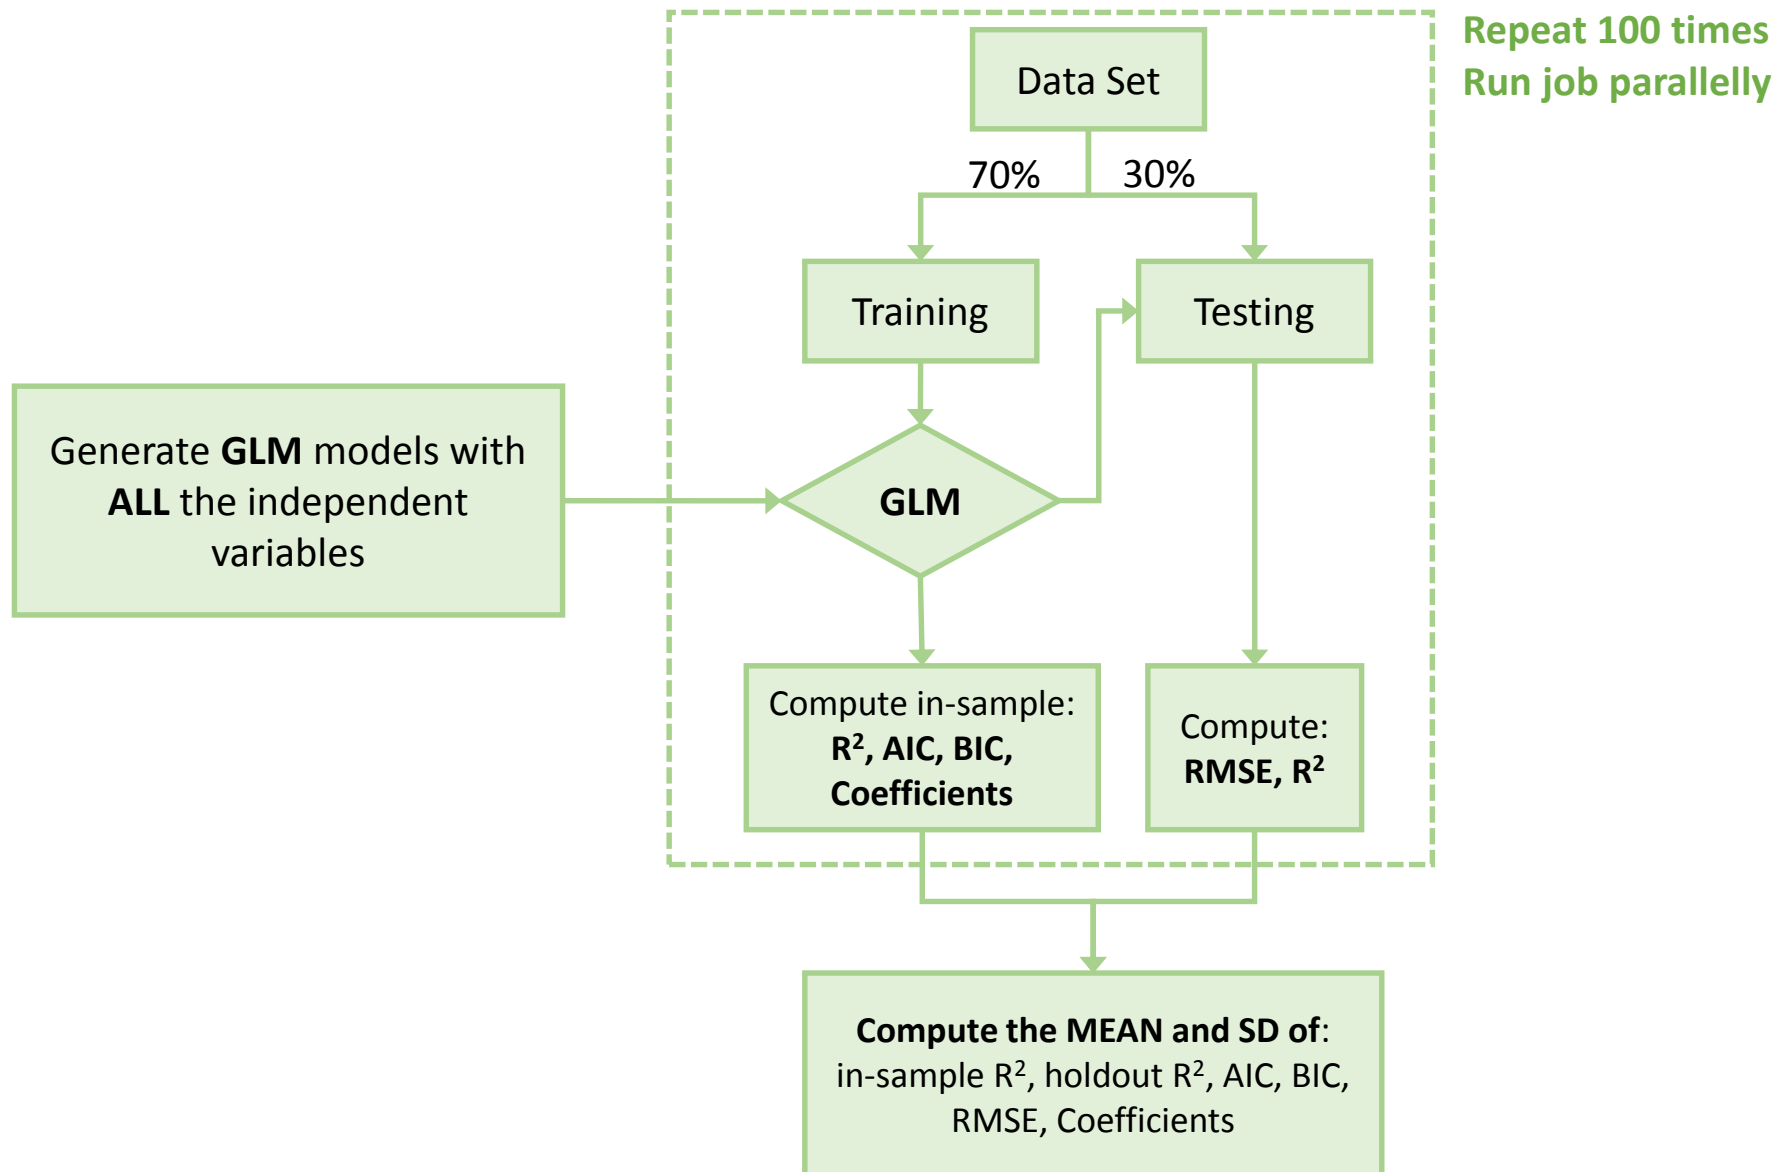 Repeat 100 times
Run job parallelly
Data Set
70%
30%
Training
Testing
Generate GLM models with
ALL the independent
variables
GLM
Compute in-sample:
R², AIC, BIC,
Coefficients
Compute:
RMSE, R²
Compute the MEAN and SD of:
in-sample R², holdout R², AIC, BIC,
RMSE, Coefficients